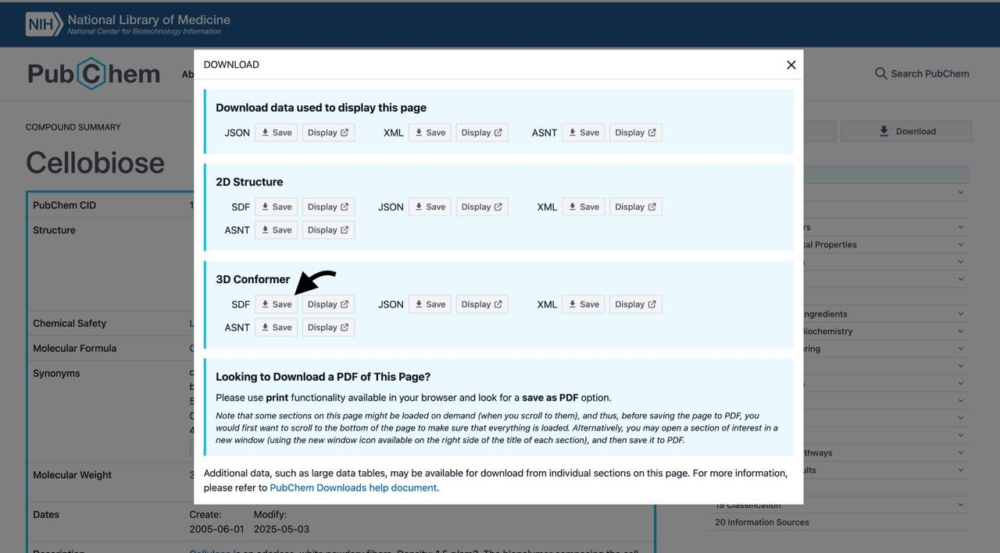 NIH National Library of Medicine
National Center for Biotechnology Information
PubChem Ab
Search PubChem
DOWNLOAD
Download data used to display this page
JSON Save Display XML Save Display ASNT Save Display
2D Structure
SDF Save Display JSON Save Display XML Save Display
ASNT Save Display
3D Conformer
SDF Save Display JSON Save Display XML Save Display
ASNT Save Display
Looking to Download a PDF of This Page?
Please use print functionality available in your browser and look for a save as PDF option.
Note that some sections on this page might be loaded on demand (when you scroll to them), and thus, before saving the page to PDF, you
would first want to scroll to the bottom of the page to make sure that everything is loaded. Alternatively, you may open a section of interest in a
new window (using the new window icon available on the right side of the title of each section), and then save it to PDF.
Additional data, such as large data tables, may be available for download from individual sections on this page. For more information,
please refer to PubChem Downloads help document.
COMPOUND SUMMARY
Download
Cellobiose
PubChem CID 1
Structure
Chemical Safety L
Molecular Formula C
Synonyms c
b
5
C
4
Molecular Weight 3
Dates Create: Modify:
2005-06-01 2025-05-03
rs
cal Properties
ngredients
Biochemistry
ring
s
thways
ults
19 Classification
20 Information Sources